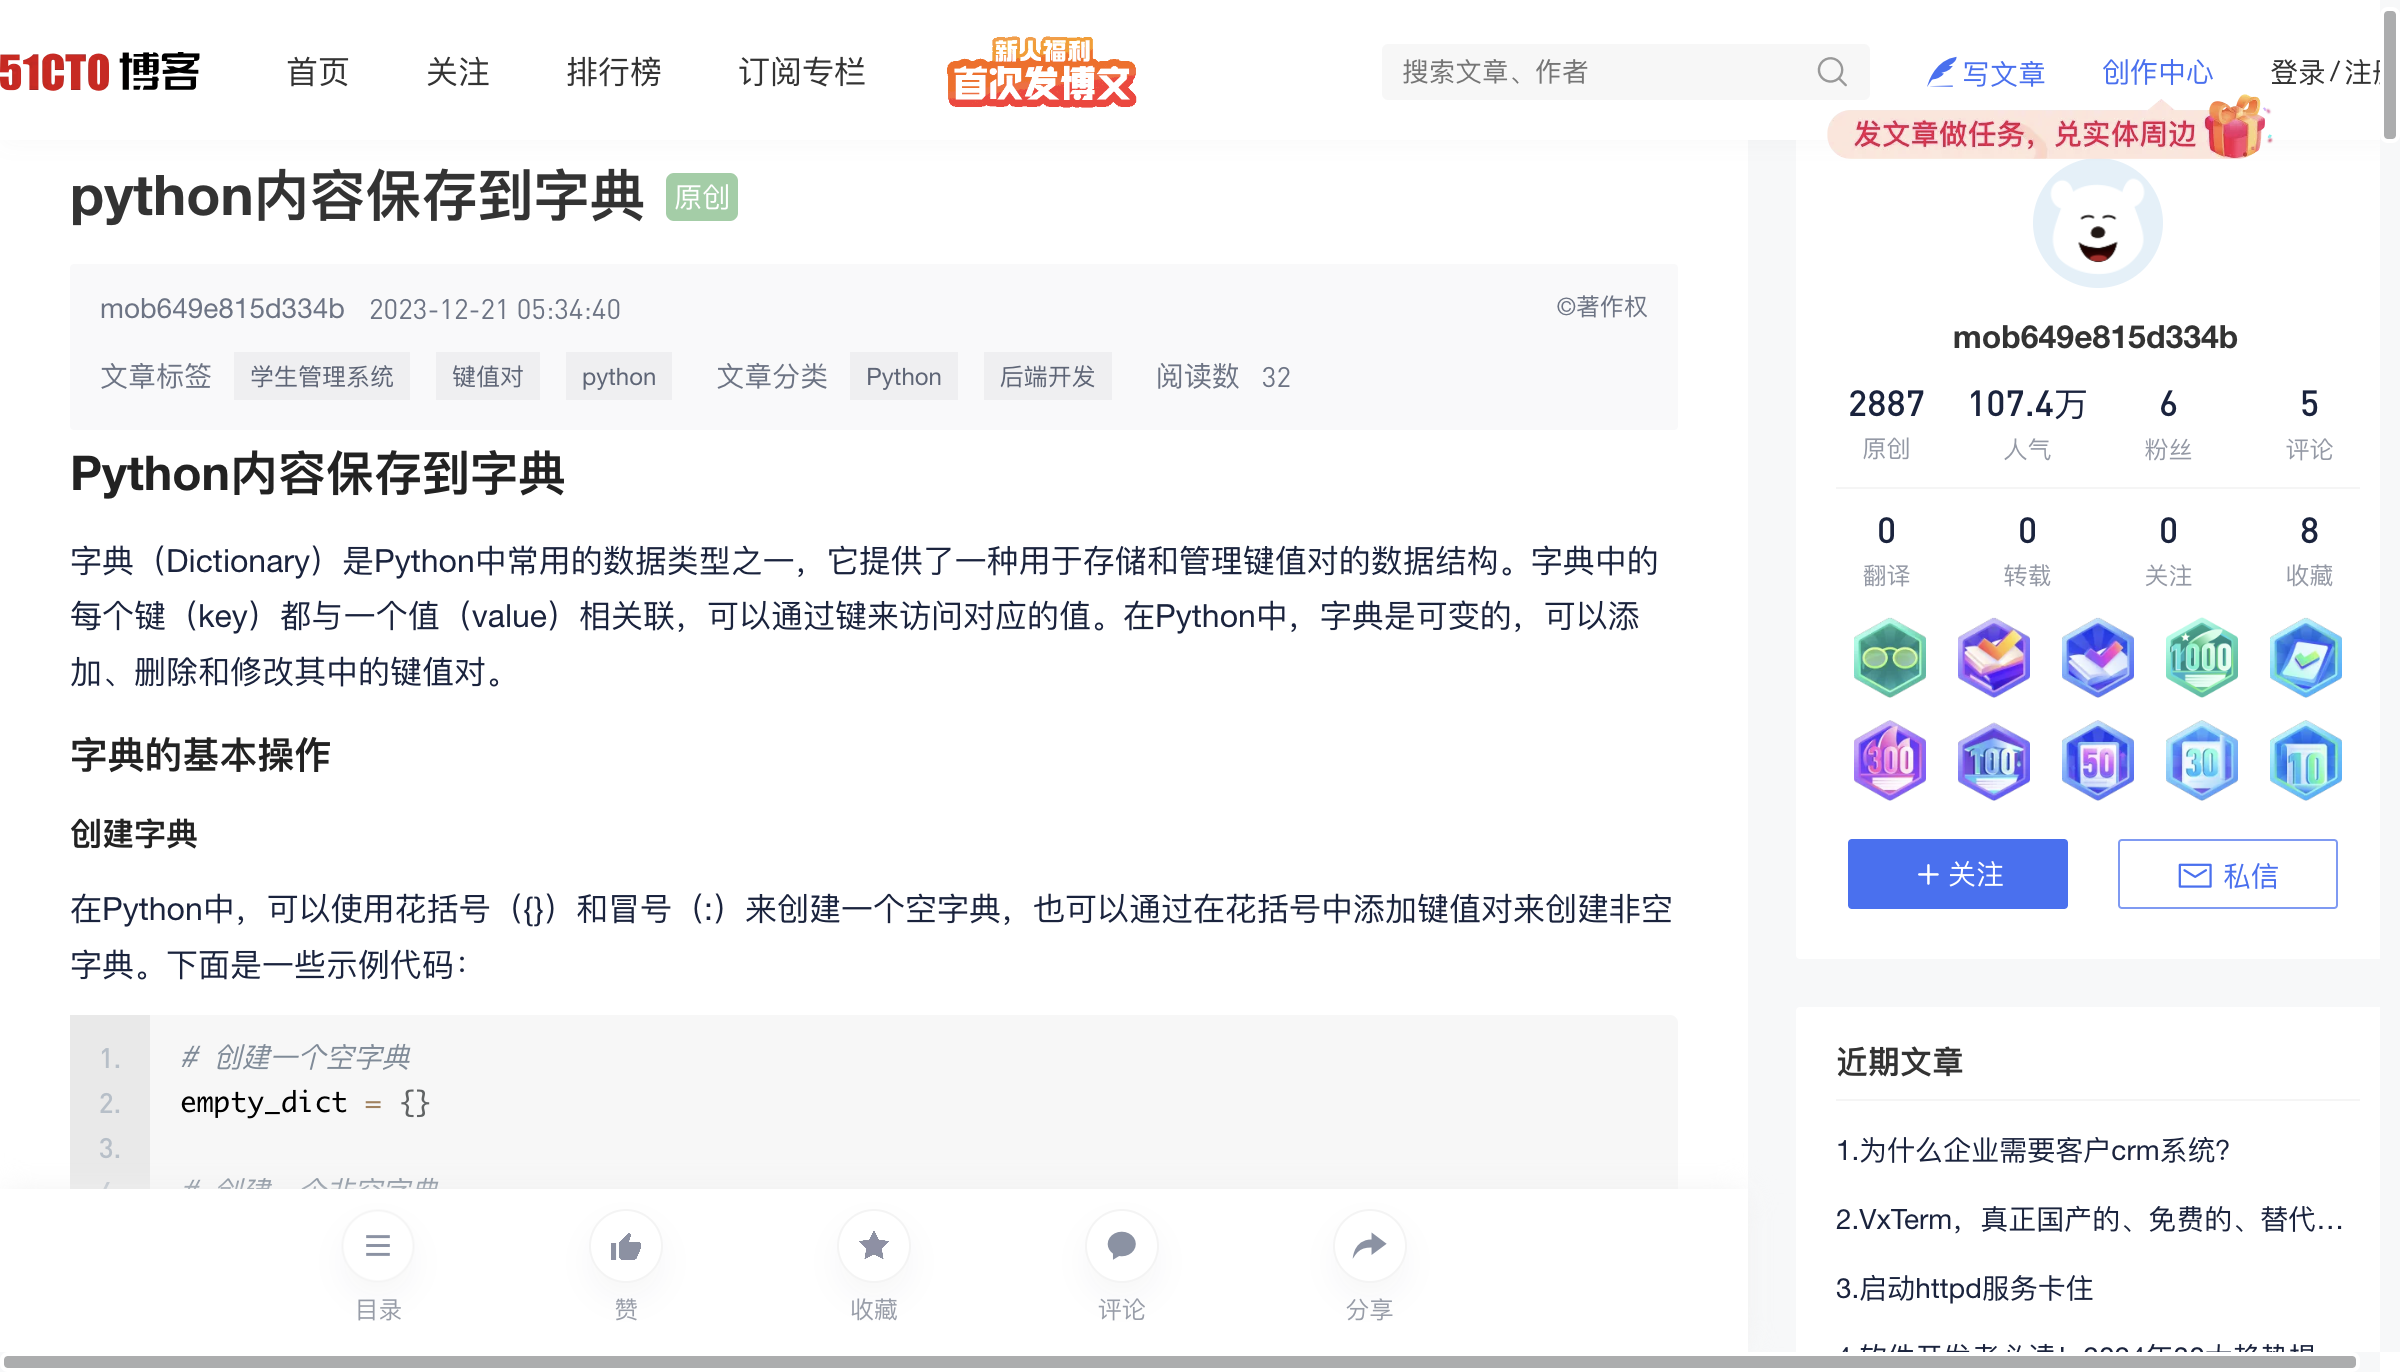 51CTO 博客
首页 关注 排行榜 订阅专栏
新人福利
首次发博文
搜索文章、作者
写文章 创作中心 登录/注
发文章做任务，兑实体周边
python内容保存到字典 原创
mob649e815d334b 2023-12-21 05:34:40 ©著作权
文章标签 学生管理系统 键值对 python 文章分类 Python 后端开发 阅读数 32
Python内容保存到字典
字典（Dictionary）是Python中常用的数据类型之一，它提供了一种用于存储和管理键值对的数据结构。字典中的
每个键（key）都与一个值（value）相关联，可以通过键来访问对应的值。在Python中，字典是可变的，可以添
加、删除和修改其中的键值对。
字典的基本操作
创建字典
在Python中，可以使用花括号（{}）和冒号（:）来创建一个空字典，也可以通过在花括号中添加键值对来创建非空
字典。下面是一些示例代码：
1. # 创建一个空字典
2. empty_dict = {}
3.
# 创建一个非空字典
目录 赞 收藏 评论 分享
mob649e815d334b
2887 107.4万 6 5
原创 人气 粉丝 评论
0 0 0 8
翻译 转载 关注 收藏
1000
300 100 50 30 10
+ 关注 私信
近期文章
1.为什么企业需要客户crm系统？
2.VxTerm，真正国产的、免费的、替代...
3.启动httpd服务卡住